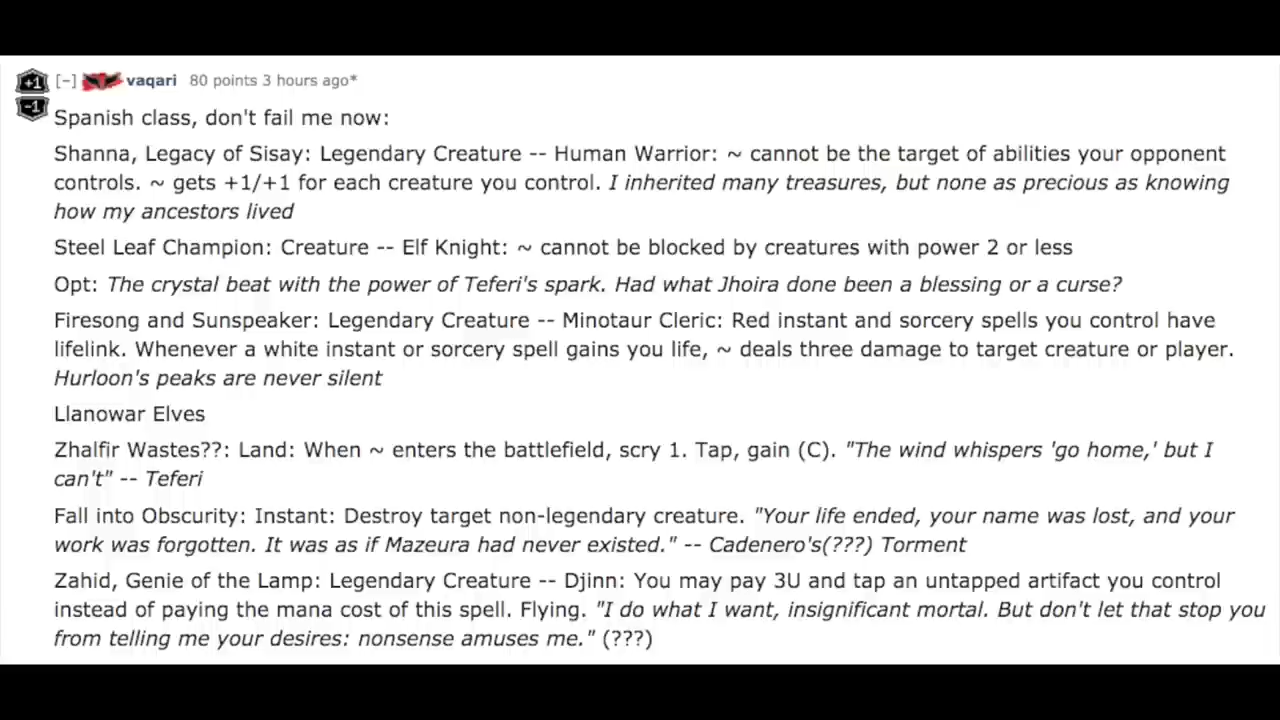 +1 [-] vaqari 80 points 3 hours ago*
-1
Spanish class, don't fail me now:
Shanna, Legacy of Sisay: Legendary Creature -- Human Warrior: ~ cannot be the target of abilities your opponent
controls. ~ gets +1/+1 for each creature you control. I inherited many treasures, but none as precious as knowing
how my ancestors lived
Steel Leaf Champion: Creature -- Elf Knight: ~ cannot be blocked by creatures with power 2 or less
Opt: The crystal beat with the power of Teferi's spark. Had what Jhoira done been a blessing or a curse?
Firesong and Sunspeaker: Legendary Creature -- Minotaur Cleric: Red instant and sorcery spells you control have
lifelink. Whenever a white instant or sorcery spell gains you life, ~ deals three damage to target creature or player.
Hurloon's peaks are never silent
Llanowar Elves
Zhalfir Wastes??: Land: When ~ enters the battlefield, scry 1. Tap, gain (C). "The wind whispers 'go home,' but I
can't" -- Teferi
Fall into Obscurity: Instant: Destroy target non-legendary creature. "Your life ended, your name was lost, and your
work was forgotten. It was as if Mazeura had never existed." -- Cadenero's(???) Torment
Zahid, Genie of the Lamp: Legendary Creature -- Djinn: You may pay 3U and tap an untapped artifact you control
instead of paying the mana cost of this spell. Flying. "I do what I want, insignificant mortal. But don't let that stop you
from telling me your desires: nonsense amuses me." (???)